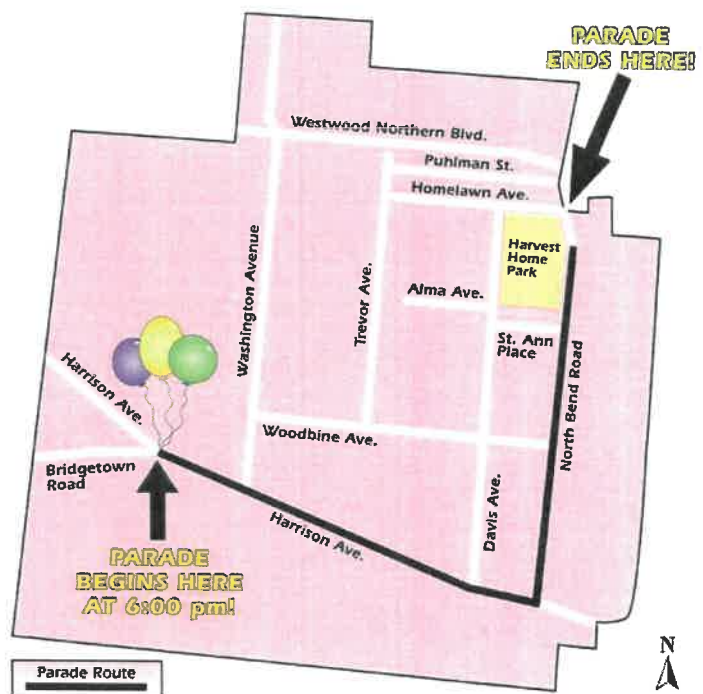 PARADE
ENDS HERE!
Westwood Northern Blvd.
Puhlman St.
Homelawn Ave.
Harvest
Home
Park
Washington Avenue
Trevor Ave.
Alma Ave.
St. Ann
Place
North Bend Road
Harrison Ave.
Woodbine Ave.
Bridgetown
Road
Harrison Ave.
Davis Ave.
PARADE
BEGINS HERE
AT 6:00 pm!
N
Parade Route